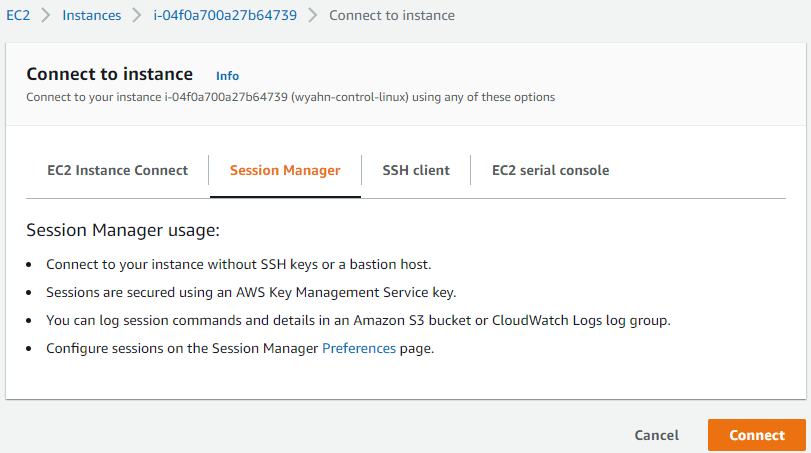 EC2 > Instances > i-04f0a700a27b64739 > Connect to instance
Connect to instance Info
Connect to your instance i-04f0a700a27b64739 (wyahn-control-linux) using any of these options
EC2 Instance Connect Session Manager SSH client EC2 serial console
Session Manager usage:
• Connect to your instance without SSH keys or a bastion host.
• Sessions are secured using an AWS Key Management Service key.
• You can log session commands and details in an Amazon S3 bucket or CloudWatch Logs log group.
• Configure sessions on the Session Manager Preferences page.
Cancel Connect